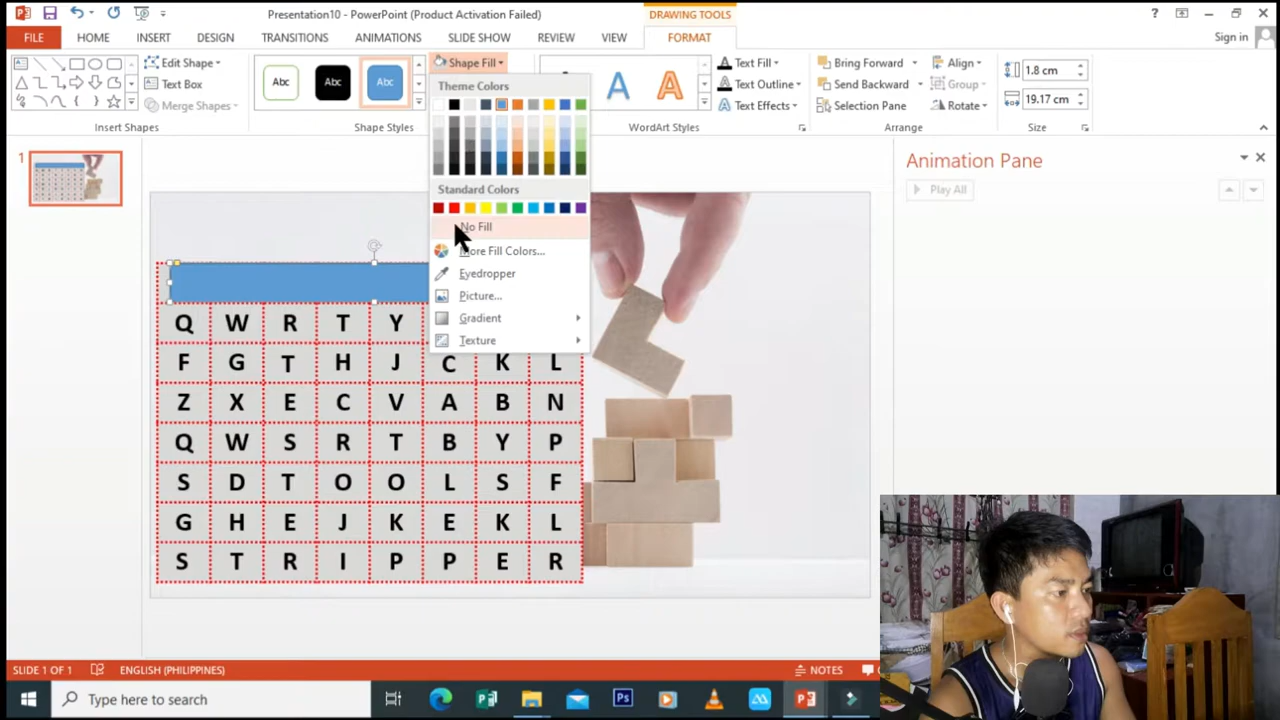 Presentation10 - PowerPoint (Product Activation Failed)
DRAWING TOOLS
?
FILE
HOME
INSERT
DESIGN
TRANSITIONS
ANIMATIONS
SLIDE SHOW
REVIEW
VIEW
FORMAT
Sign in
Edit Shape
Text Box
Merge Shapes
Insert Shapes
Abc Abc Abc
Shape Styles
Shape Fill
Theme Colors
Standard Colors
No Fill
More Fill Colors...
Eyedropper
Picture...
Gradient
Texture
A A
WordArt Styles
Text Fill
Text Outline
Text Effects
Bring Forward
Send Backward
Selection Pane
Align
Group
Rotate
Arrange
1.8 cm
19.17 cm
Size
1
Animation Pane
Play All
Q W R T Y
F G T H J C K L
Z X E C V A B N
Q W S R T B Y P
S D T O O L S F
G H E J K E K L
S T R I P P E R
SLIDE 1 OF 1
ENGLISH (PHILIPPINES)
NOTES
Type here to search
Ps